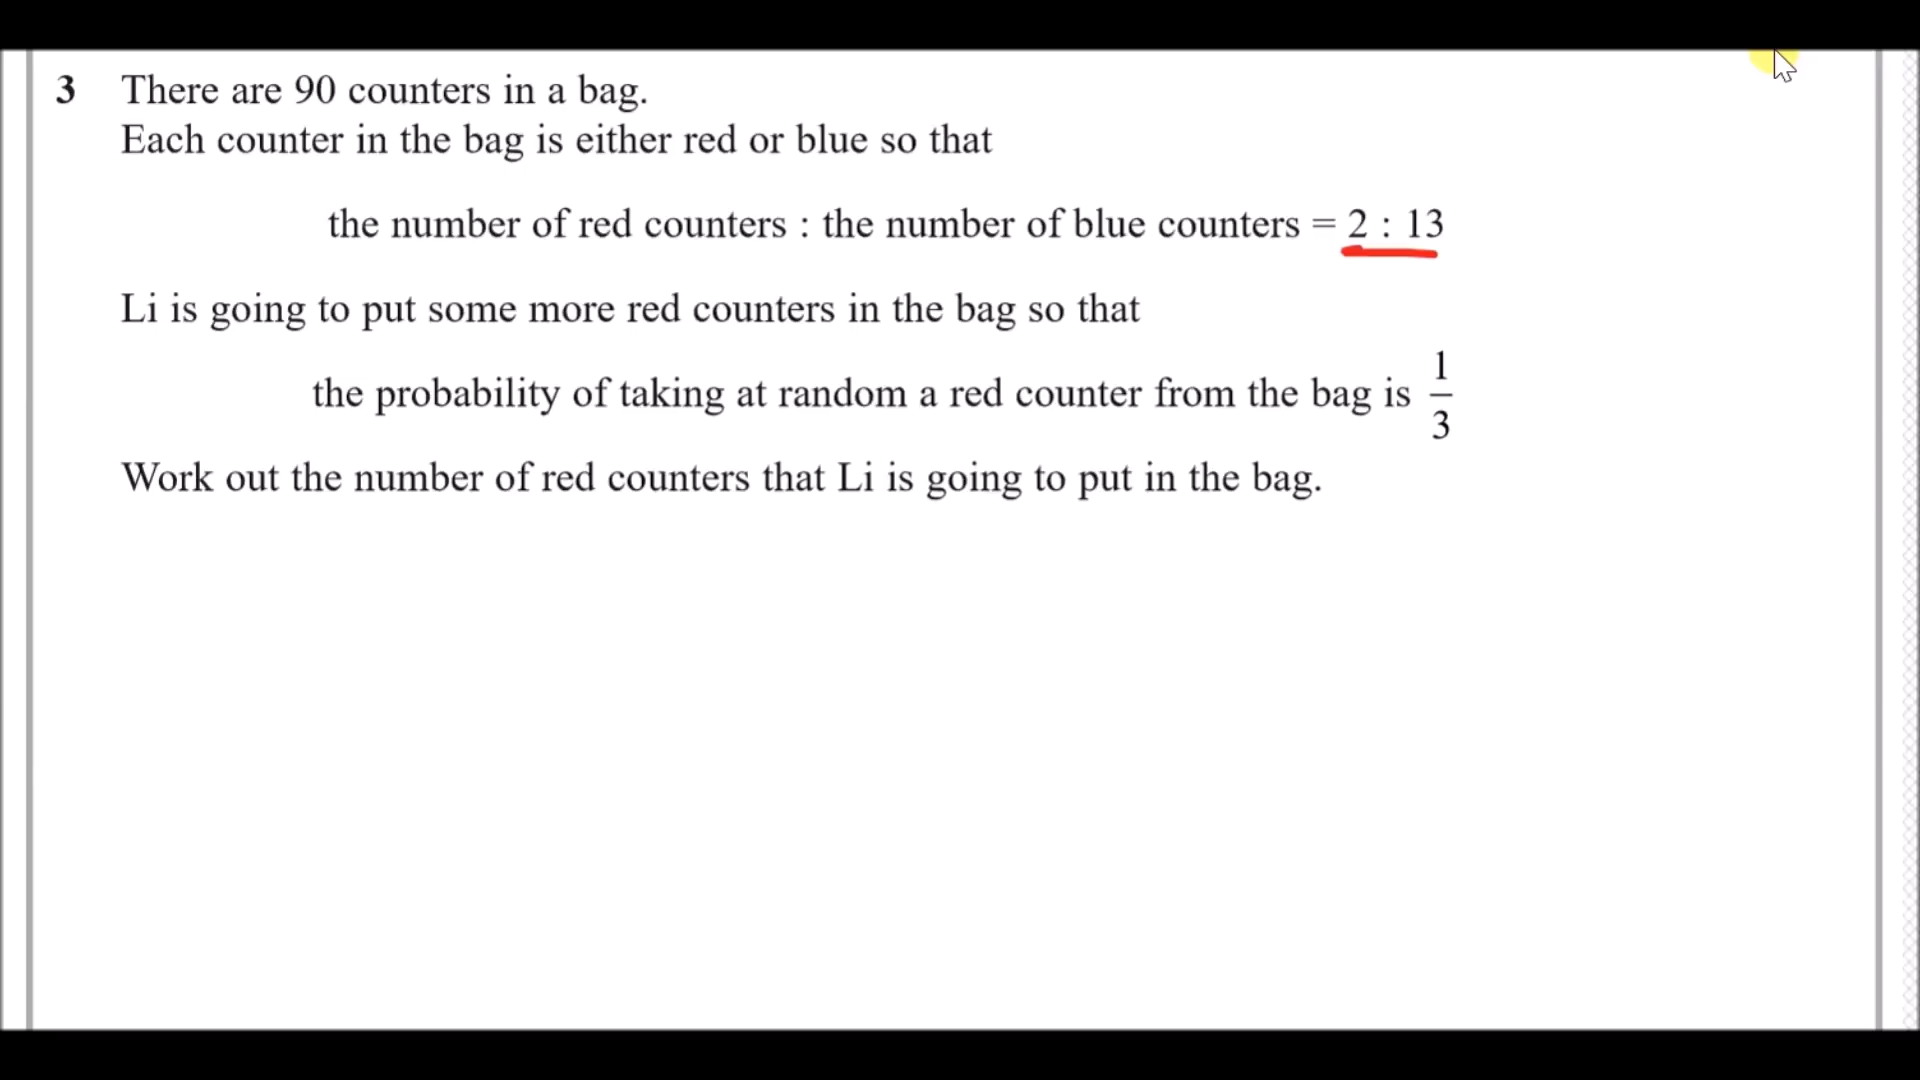 3 There are 90 counters in a bag.
Each counter in the bag is either red or blue so that
the number of red counters : the number of blue counters = 2 : 13
Li is going to put some more red counters in the bag so that
the probability of taking at random a red counter from the bag is 1/3
Work out the number of red counters that Li is going to put in the bag.